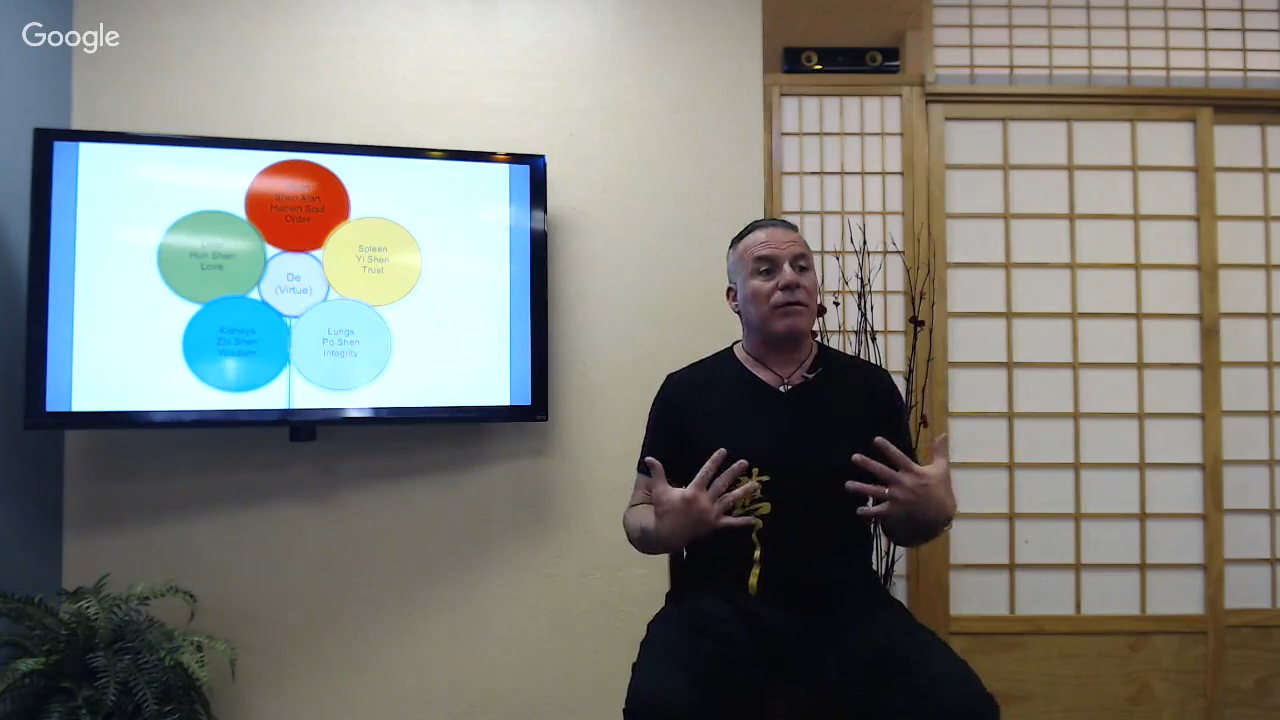 Google
Shen Xian
Human Soul
Order
Liver
Hun Shen
Love
Spleen
Yi Shen
Trust
De
(Virtue)
Kidneys
Zhi Shen
Wisdom
Lungs
Po Shen
Integrity